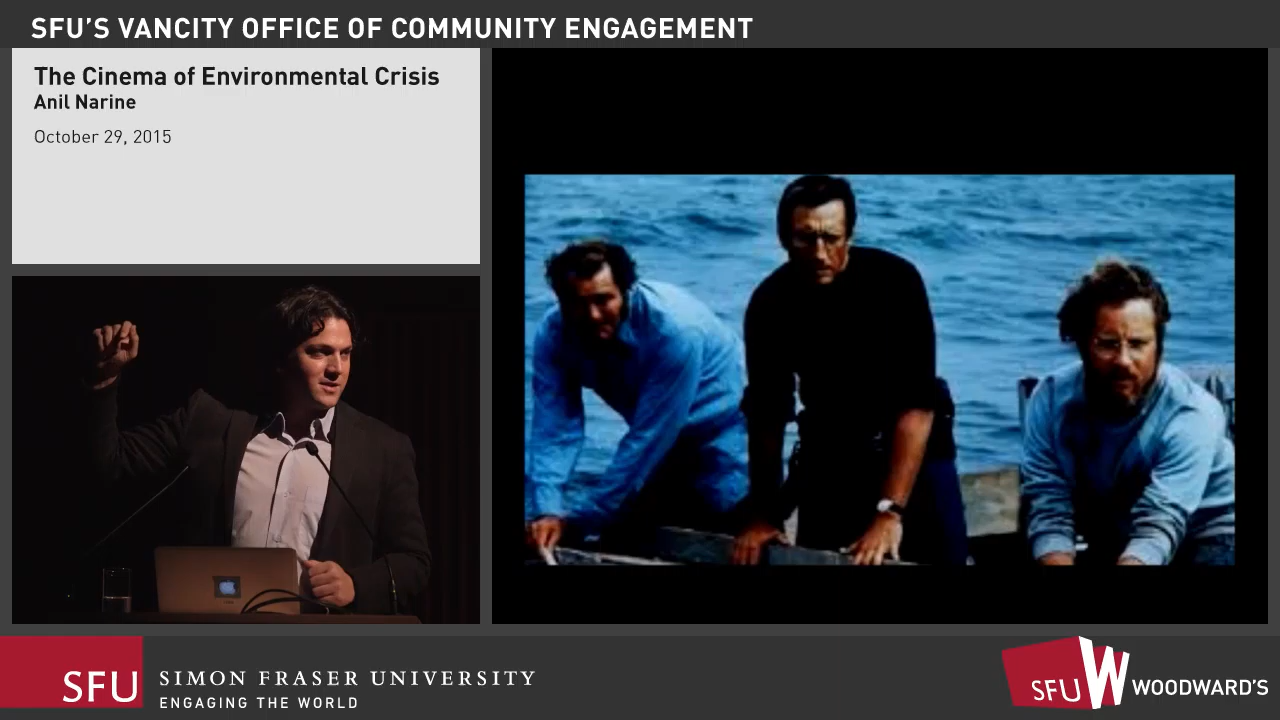 SFU'S VANCITY OFFICE OF COMMUNITY ENGAGEMENT
The Cinema of Environmental Crisis
Anil Narine
October 29, 2015
SFU
SIMON FRASER UNIVERSITY
ENGAGING THE WORLD
SFU W WOODWARD'S